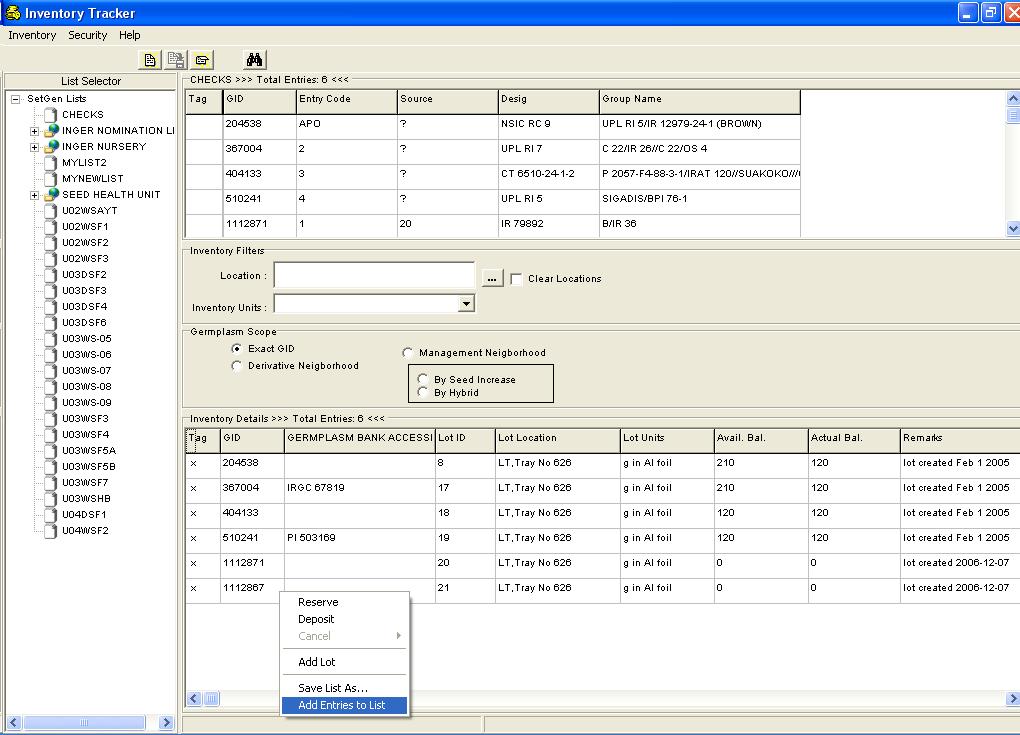 Inventory Tracker
Inventory Security Help
List Selector
SetGen Lists
CHECKS
INGER NOMINATION LI
INGER NURSERY
MYLIST2
MYNEWLIST
SEED HEALTH UNIT
U02WSAYT
U02WSF1
U02WSF2
U02WSF3
U03DSF2
U03DSF3
U03DSF4
U03DSF6
U03WS-05
U03WS-06
U03WS-07
U03WS-08
U03WS-09
U03WSF3
U03WSF4
U03WSF5A
U03WSF5B
U03WSF7
U03WSHB
U04DSF1
U04WSF2
CHECKS >>> Total Entries: 6 <<<
Tag GID Entry Code Source Desig Group Name
204538 APO ? NSIC RC 9 UPL RI 5/IR 12979-24-1 (BROWN)
367004 2 ? UPL RI 7 C 22/IR 26//C 22/OS 4
404133 3 ? CT 6510-24-1-2 P 2057-F4-88-3-1/IRAT 120//SUAKOKO///
510241 4 ? UPL RI 5 SIGADIS/BPI 76-1
1112871 1 20 IR 79892 B/IR 36
Inventory Filters
Location :
... Clear Locations
Inventory Units :
Germplasm Scope
Exact GID
Derivative Neigborhood
Management Neigborhood
By Seed Increase
By Hybrid
Inventory Details >>> Total Entries: 6 <<<
Tag GID GERMPLASM BANK ACCESSI Lot ID Lot Location Lot Units Avail. Bal. Actual Bal. Remarks
x 204538 8 LT,Tray No 626 g in Al foil 210 120 lot created Feb 1 2005
x 367004 IRGC 67819 17 LT,Tray No 626 g in Al foil 210 120 lot created Feb 1 2005
x 404133 18 LT,Tray No 626 g in Al foil 120 120 lot created Feb 1 2005
x 510241 PI 503169 19 LT,Tray No 626 g in Al foil 120 120 lot created Feb 1 2005
x 1112871 20 LT,Tray No 626 g in Al foil 0 0 lot created 2006-12-07
x 1112867 21 LT,Tray No 626 g in Al foil 0 0 lot created 2006-12-07
Reserve
Deposit
Cancel
Add Lot
Save List As...
Add Entries to List